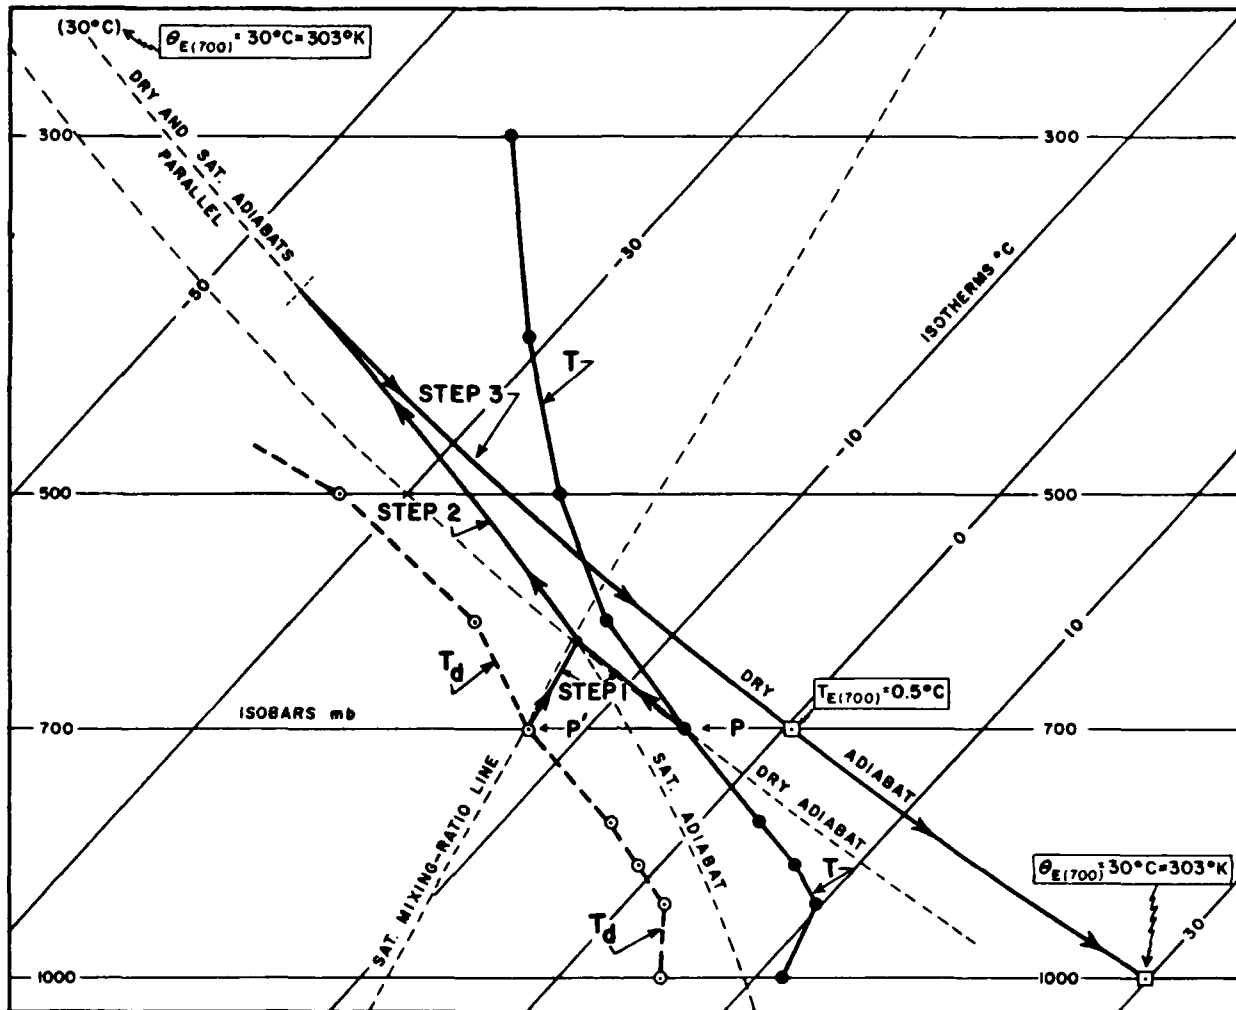 (30°C)
θE(700) = 30°C = 303°K
DRY AND SAT. ADIABATS
PARALLEL
300
300
-50
-30
ISOTHERMS °C
STEP 3
T
-10
500
500
STEP 2
0
10
Td
STEP 1
DRY
TE(700) = 0.5°C
ISOBARS mb
P'
P
700
700
SAT. MIXING-RATIO LINE
SAT. ADIABAT
DRY ADIABAT
ADIABAT
T
θE(700) = 30°C = 303°K
Td
30
1000
1000